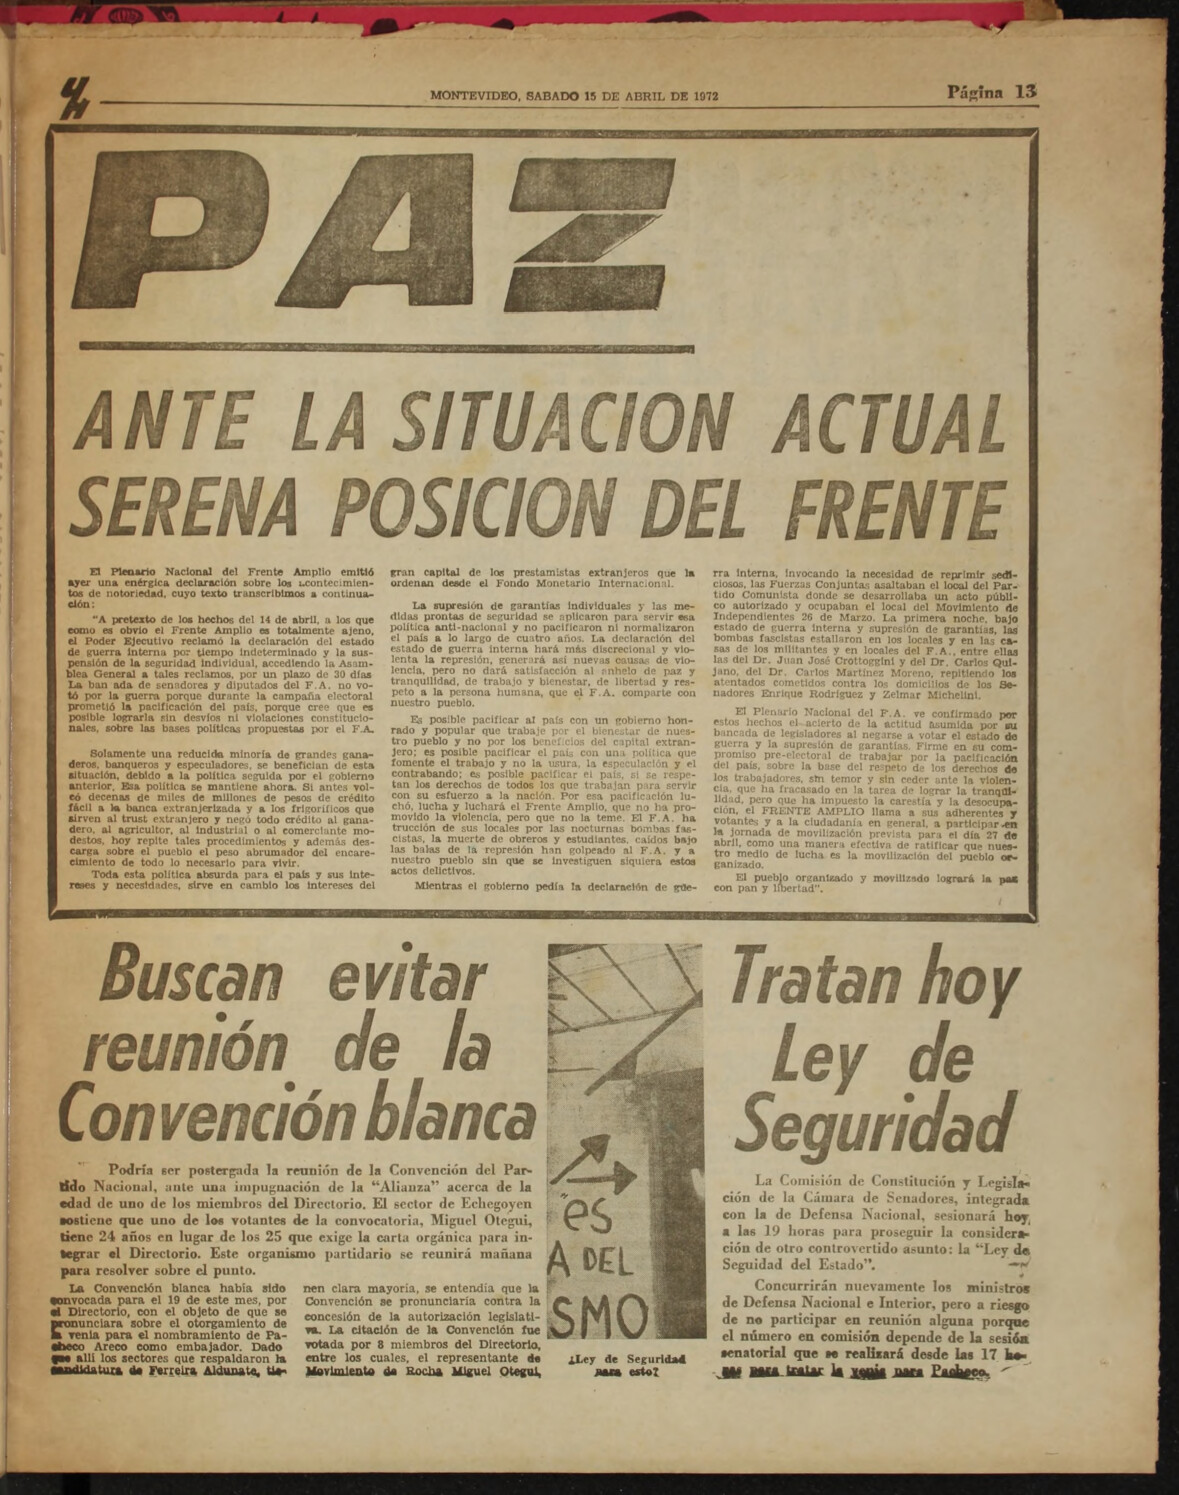 MONTEVIDEO, SABADO 15 DE ABRIL DE 1972
Página 13
PAZ
ANTE LA SITUACION ACTUAL
SERENA POSICION DEL FRENTE
El Plenario Nacional del Frente Amplio emitió
ayer una enérgica declaración sobre los acontecimien-
tos de notoriedad, cuyo texto transcribimos a continua-
ción:
"A pretexto de los hechos del 14 de abril, a los que
como es obvio el Frente Amplio es totalmente ajeno,
el Poder Ejecutivo reclamó la declaración del estado
de guerra interna por tiempo indeterminado y la sus-
pensión de la seguridad individual, accediendo la Asam-
blea General a tales reclamos, por un plazo de 30 días
La ban ada de senadores y diputados del F.A. no vo-
tó por la guerra porque durante la campaña electoral
prometió la pacificación del país, porque cree que es
posible lograrla sin desvíos ni violaciones constitucio-
nales, sobre las bases políticas propuestas por el F.A.
Solamente una reducida minoría de grandes gana-
deros, banqueros y especuladores, se benefician de esta
situación, debido a la política seguida por el gobierno
anterior. Esa política se mantiene ahora. Si antes vol-
có decenas de miles de millones de pesos de crédito
fácil a la banca extranjerizada y a los frigoríficos que
sirven al trust extranjero y negó todo crédito al gana-
dero, al agricultor, al industrial o al comerciante mo-
destos, hoy repite tales procedimientos y además des-
carga sobre el pueblo el peso abrumador del encare-
cimiento de todo lo necesario para vivir.
Toda esta política absurda para el país y sus inte-
reses y necesidades, sirve en cambio los intereses del
gran capital de los prestamistas extranjeros que la
ordenan desde el Fondo Monetario Internacional.
La supresión de garantías individuales y las me-
didas prontas de seguridad se aplicaron para servir esa
política anti-nacional y no pacificaron ni normalizaron
el país a lo largo de cuatro años. La declaración del
estado de guerra interna hará más discrecional y vio-
lenta la represión, generará así nuevas causas de vio-
lencia, pero no dará satisfacción al anhelo de paz y
tranquilidad, de trabajo y bienestar, de libertad y res-
peto a la persona humana, que el F.A. comparte con
nuestro pueblo.
Es posible pacificar al país con un gobierno hon-
rado y popular que trabaje por el bienestar de nues-
tro pueblo y no por los beneficios del capital extran-
jero; es posible pacificar el país con una política que
fomente el trabajo y no la usura, la especulación y el
contrabando; es posible pacificar el país, si se respe-
tan los derechos de todos los que trabajan para servir
con su esfuerzo a la nación. Por esa pacificación lu-
chó, lucha y luchará el Frente Amplio, que no ha pro-
movido la violencia, pero que no la teme. El F.A. ha
trucción de sus locales por las nocturnas bombas fas-
cistas, la muerte de obreros y estudiantes, caídos bajo
las balas de la represión han golpeado al F.A. y a
nuestro pueblo sin que se investiguen siquiera estos
actos delictivos.
Mientras el gobierno pedía la declaración de gue-
rra interna, invocando la necesidad de reprimir sedi-
ciosos, las Fuerzas Conjuntas asaltaban el local del Par-
tido Comunista donde se desarrollaba un acto públi-
co autorizado y ocupaban el local del Movimiento de
Independientes 26 de Marzo. La primera noche, bajo
estado de guerra interna y supresión de garantías, las
bombas fascistas estallaron en los locales y en las ca-
sas de los militantes y en locales del F.A., entre ellas
las del Dr. Juan José Crottoggini y del Dr. Carlos Qui-
jano, del Dr. Carlos Martínez Moreno, repitiendo los
atentados cometidos contra los domicilios de los Se-
nadores Enrique Rodríguez y Zelmar Michelini.
El Plenario Nacional del F.A. ve confirmado por
estos hechos el acierto de la actitud asumida por su
bancada de legisladores al negarse a votar el estado de
guerra y la supresión de garantías. Firme en su com-
promiso pre-electoral de trabajar por la pacificación
del país, sobre la base del respeto de los derechos de
los trabajadores, sin temor y sin ceder ante la violen-
cia, que ha fracasado en la tarea de lograr la tranqui-
lidad, pero que ha impuesto la carestía y la desocupa-
ción, el FRENTE AMPLIO llama a sus adherentes y
votantes y a la ciudadanía en general, a participar en
la jornada de movilización prevista para el día 27 de
abril, como una manera efectiva de ratificar que nues-
tro medio de lucha es la movilización del pueblo or-
ganizado.
El pueblo organizado y movilizado logrará la paz
con pan y libertad".
Buscan evitar
reunión de la
Convención blanca
Podría ser postergada la reunión de la Convención del Par-
tido Nacional, ante una impugnación de la "Alianza" acerca de la
edad de uno de los miembros del Directorio. El sector de Echegoyen
sostiene que uno de los votantes de la convocatoria, Miguel Otegui,
tiene 24 años en lugar de los 25 que exige la carta orgánica para in-
tegrar el Directorio. Este organismo partidario se reunirá mañana
para resolver sobre el punto.
La Convención blanca había sido
convocada para el 19 de este mes, por
el Directorio, con el objeto de que se
pronunciara sobre el otorgamiento de
la venia para el nombramiento de Pa-
checo Areco como embajador. Dado
que allí los sectores que respaldaron la
candidatura de Ferreira Aldunate, tie-
nen clara mayoría, se entendía que la
Convención se pronunciaría contra la
concesión de la autorización legislati-
va. La citación de la Convención fue
votada por 8 miembros del Directorio,
entre los cuales, el representante de
Movimiento de Rocha Miguel Otegui,
es
A DEL
SMO
¿Ley de Seguridad
para esto?
Tratan hoy
Ley de
Seguridad
La Comisión de Constitución y Legisla-
ción de la Cámara de Senadores, integrada
con la de Defensa Nacional, sesionará hoy,
a las 19 horas para proseguir la considera-
ción de otro controvertido asunto: la "Ley de
Seguidad del Estado".
Concurrirán nuevamente los ministros
de Defensa Nacional e Interior, pero a riesgo
de no participar en reunión alguna porque
el número en comisión depende de la sesión
senatorial que se realizará desde las 17 ho-
ras para tratar la venia para Pacheco.